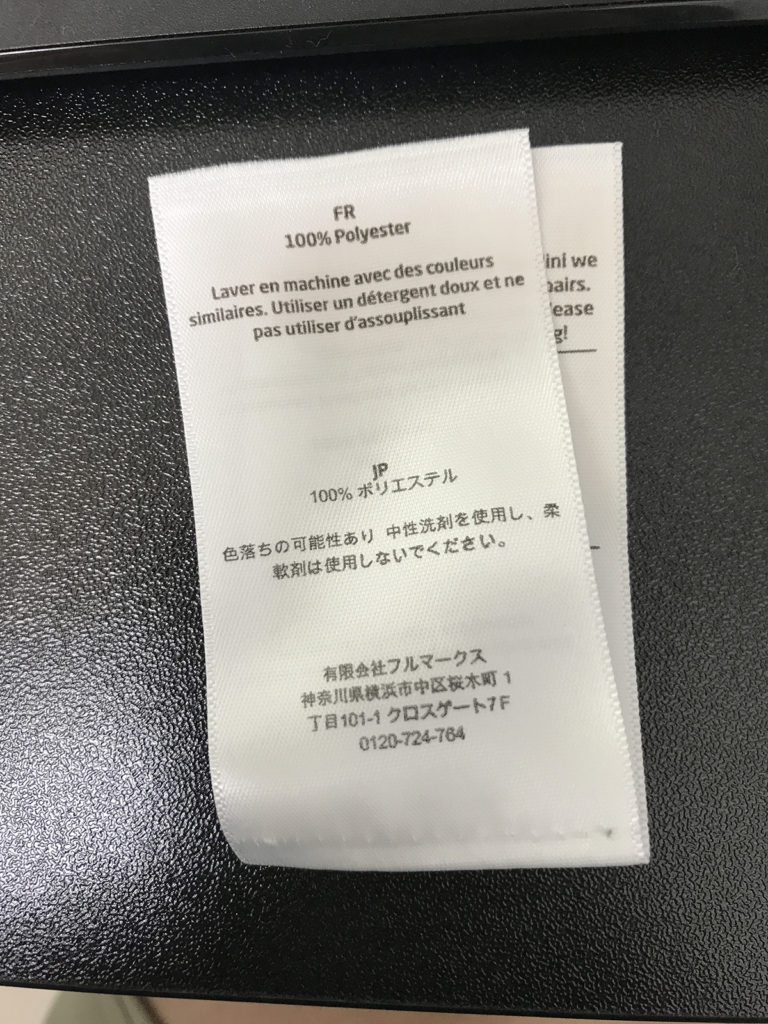 FR
100% Polyester
Laver en machine avec des couleurs
similaires. Utiliser un détergent doux et ne
pas utiliser d'assouplissant
JP
100% ポリエステル
色落ちの可能性あり 中性洗剤を使用し、柔
軟剤は使用しないでください。
有限会社フルマークス
神奈川県横浜市中区桜木町 1
丁目101-1 クロスゲート7F
0120-724-764
we